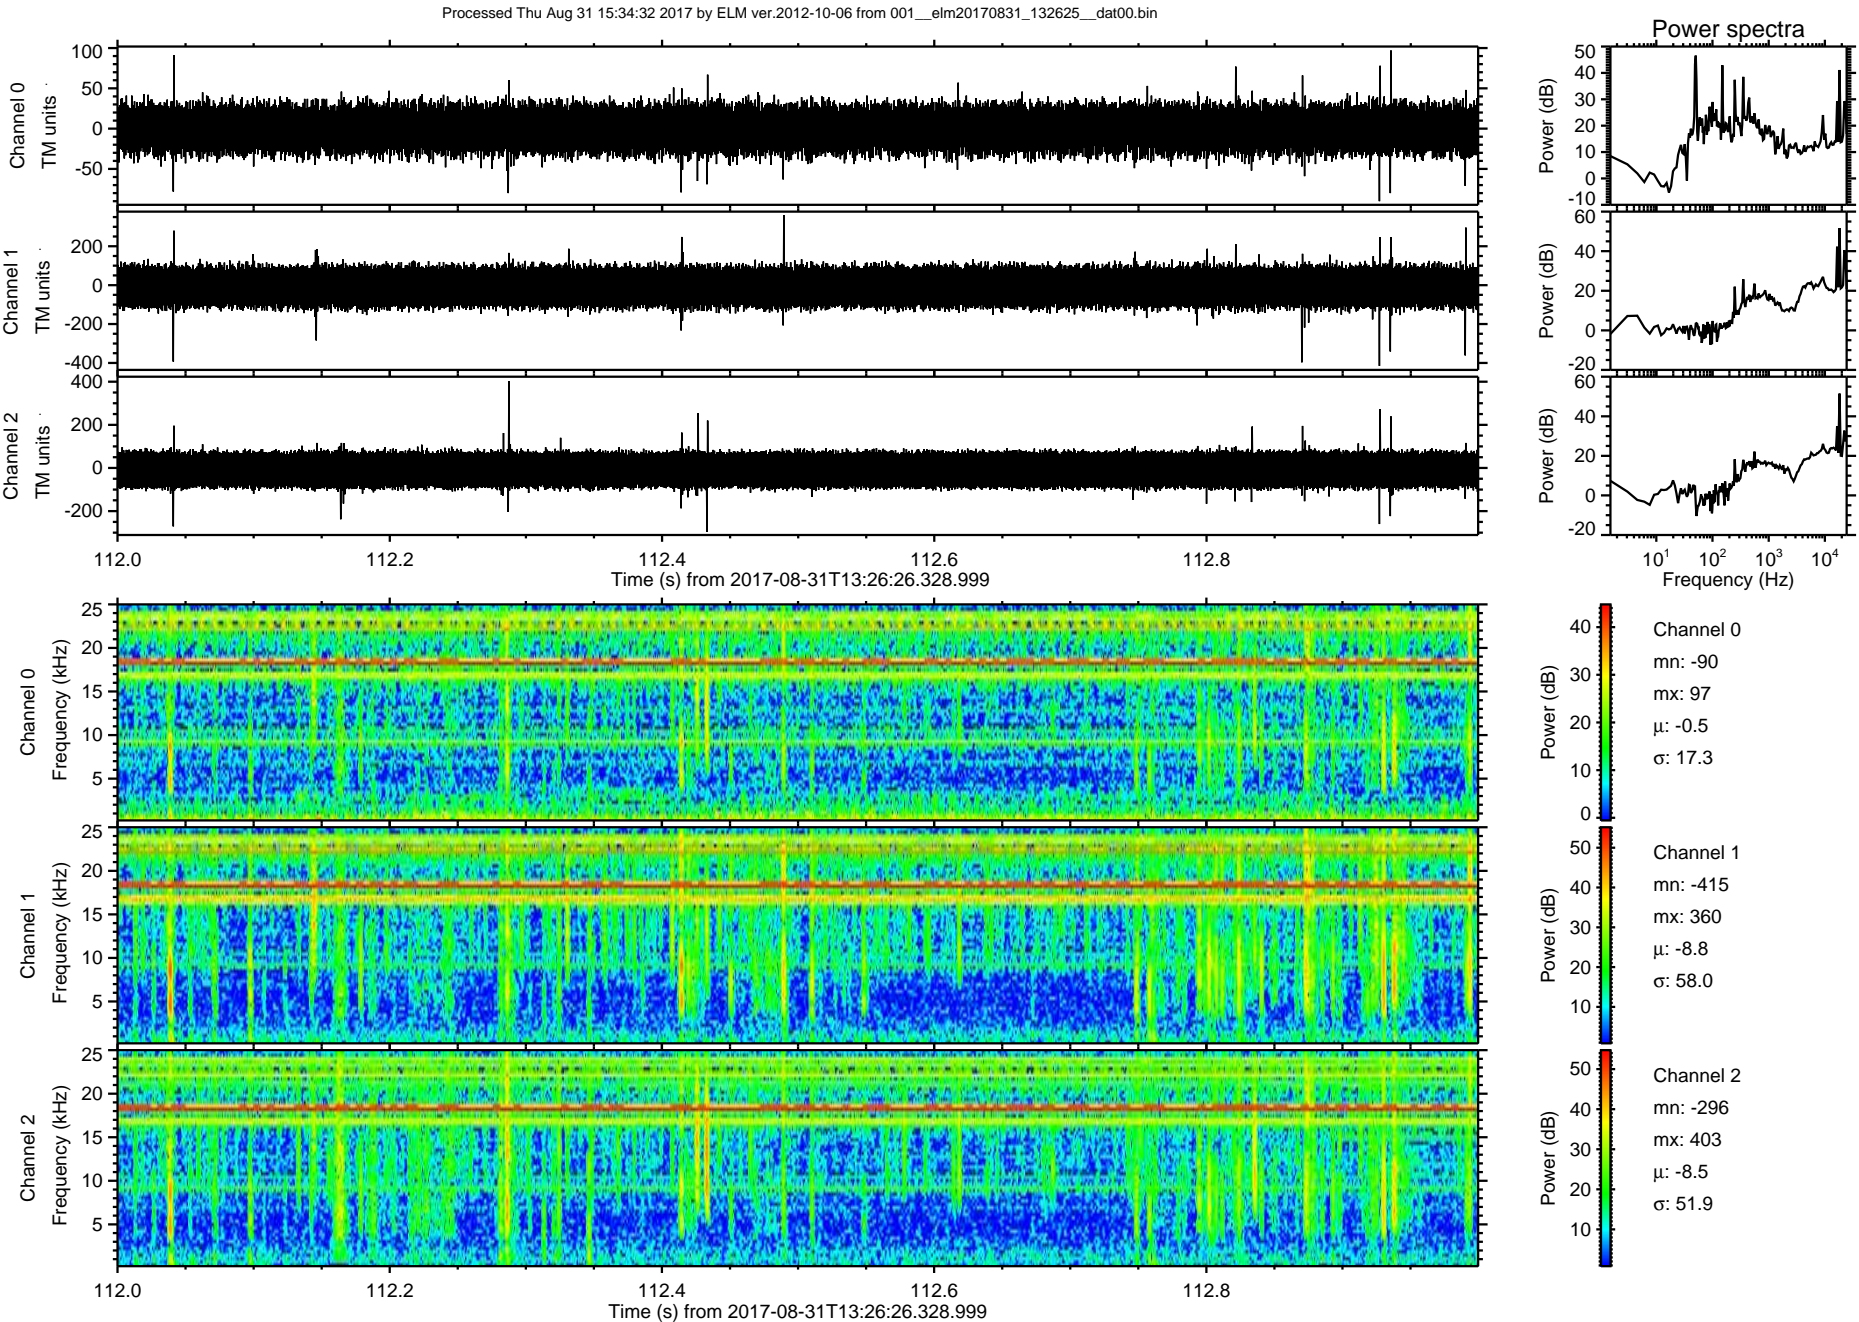 Processed Thu Aug 31 15:34:32 2017 by ELM ver.2012-10-06 from 001__elm20170831_132625__dat00.bin
Power spectra
Channel 0
TM units
100
50
0
-50
Power (dB)
50
40
30
20
10
0
-10
Channel 1
TM units
200
0
-200
-400
Power (dB)
60
40
20
0
-20
Channel 2
TM units
400
200
0
-200
Power (dB)
60
40
20
0
-20
112.0 112.2 112.4 112.6 112.8
Time (s) from 2017-08-31T13:26:26.328.999
10¹ 10² 10³ 10⁴
Frequency (Hz)
Channel 0
Frequency (kHz)
25
20
15
10
5
Power (dB)
40
30
20
10
0
Channel 0
mn: -90
mx: 97
μ: -0.5
σ: 17.3
Channel 1
Frequency (kHz)
25
20
15
10
5
Power (dB)
50
40
30
20
10
Channel 1
mn: -415
mx: 360
μ: -8.8
σ: 58.0
Channel 2
Frequency (kHz)
25
20
15
10
5
Power (dB)
50
40
30
20
10
Channel 2
mn: -296
mx: 403
μ: -8.5
σ: 51.9
112.0 112.2 112.4 112.6 112.8
Time (s) from 2017-08-31T13:26:26.328.999